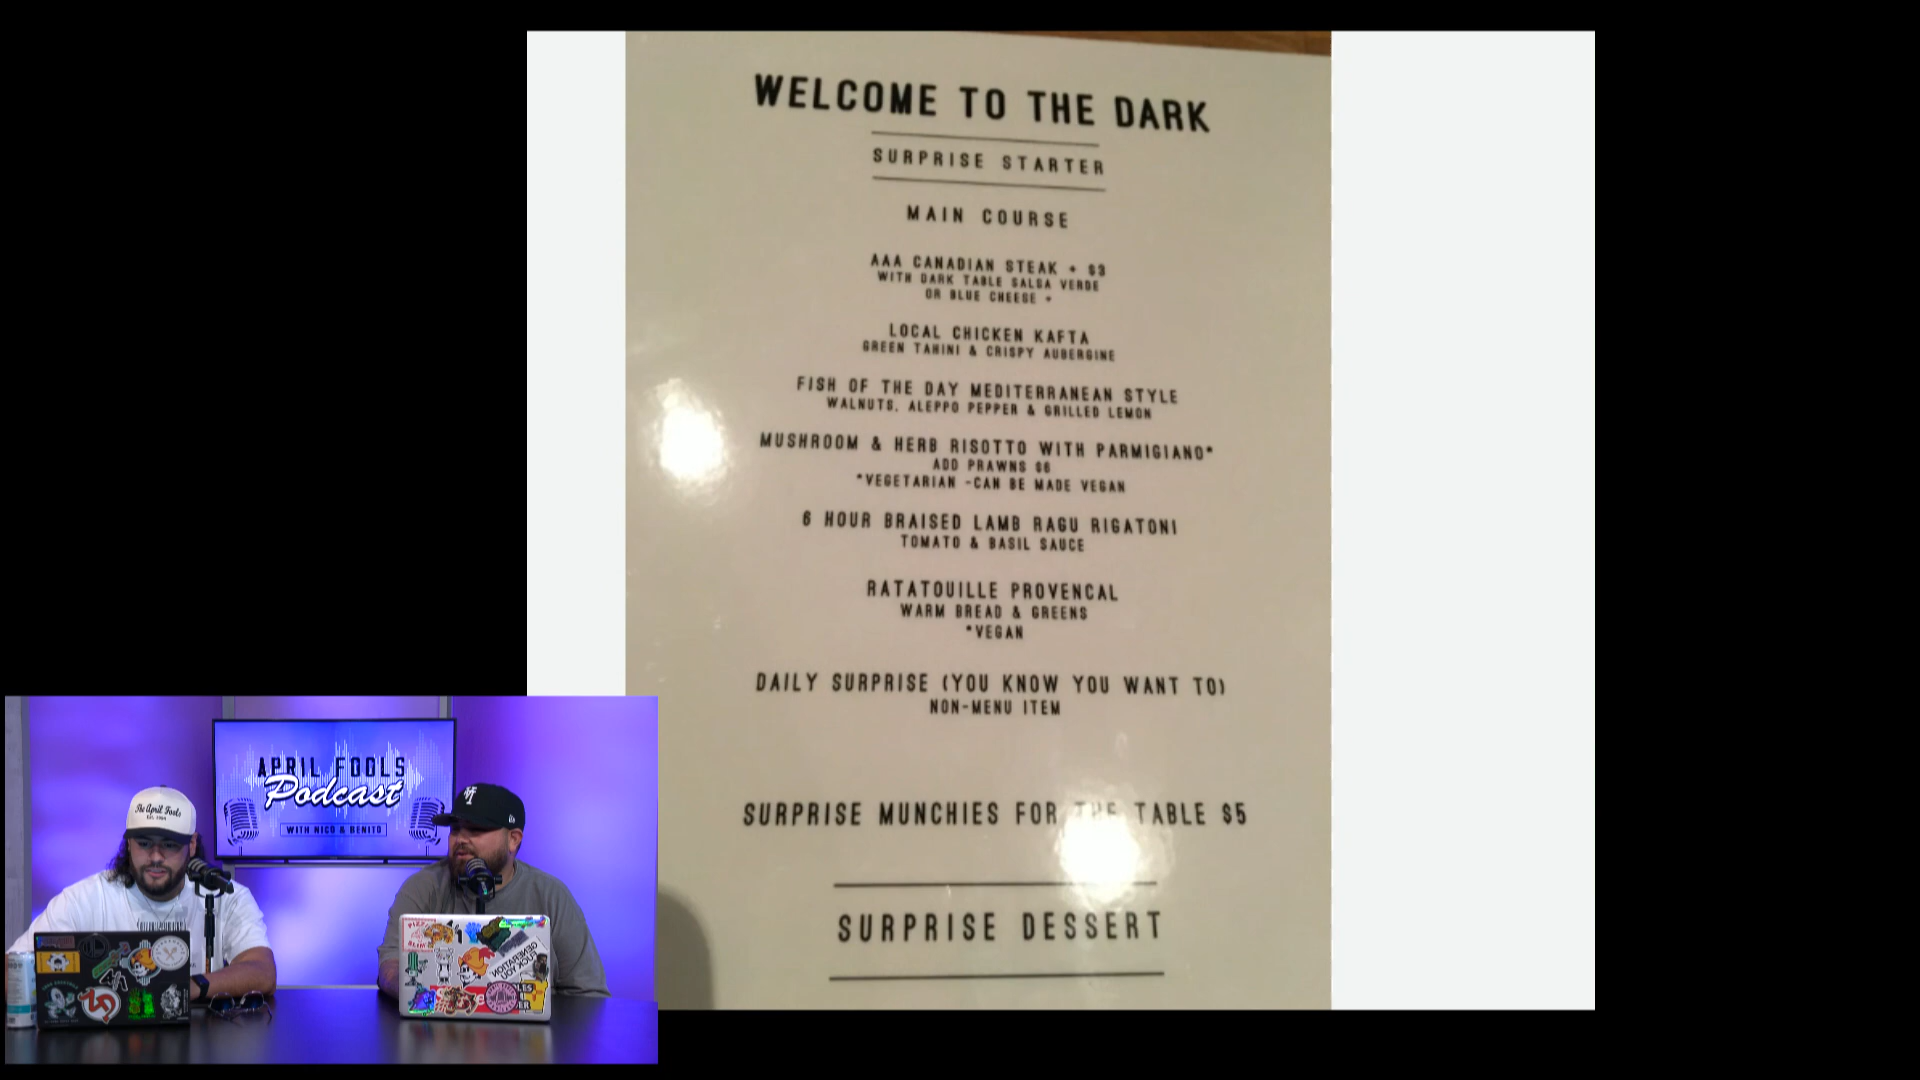 WELCOME TO THE DARK
SURPRISE STARTER
MAIN COURSE
AAA CANADIAN STEAK + $3
WITH DARK TABLE SALSA VERDE
OR BLUE CHEESE +
LOCAL CHICKEN KAFTA
GREEN TAHINI & CRISPY AUBERGINE
FISH OF THE DAY MEDITERRANEAN STYLE
WALNUTS, ALEPPO PEPPER & GRILLED LEMON
MUSHROOM & HERB RISOTTO WITH PARMIGIANO*
ADD PRAWNS $6
*VEGETARIAN -CAN BE MADE VEGAN
6 HOUR BRAISED LAMB RAGU RIGATONI
TOMATO & BASIL SAUCE
RATATOUILLE PROVENCAL
WARM BREAD & GREENS
*VEGAN
DAILY SURPRISE (YOU KNOW YOU WANT TO)
NON-MENU ITEM
SURPRISE MUNCHIES FOR THE TABLE $5
SURPRISE DESSERT
APRIL FOOLS
Podcast
WITH NICO & BENITO
The April Fools
GENERATION